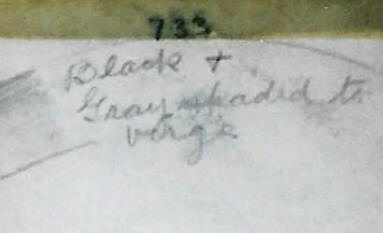 733
Black +
Gray shaded to
verge